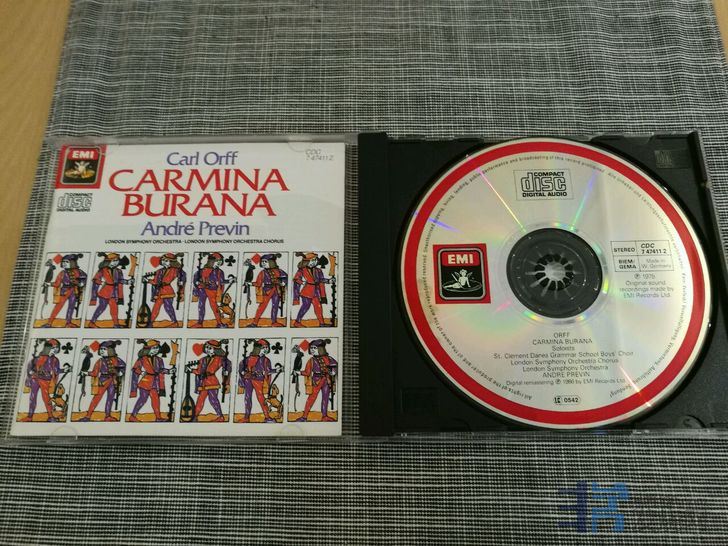 EMI
Carl Orff
CDC
7 47411 2
CARMINA
BURANA
COMPACT
disc
DIGITAL AUDIO
André Previn
LONDON SYMPHONY ORCHESTRA · LONDON SYMPHONY ORCHESTRA CHORUS
COMPACT
disc
DIGITAL AUDIO
EMI
STEREO
CDC
7 47411 2
BIEM/
GEMA
Made in
W. Germany
℗ 1975
Original sound
recordings made by
EMI Records Ltd.
ORFF
CARMINA BURANA
Soloists
St. Clement Danes Grammar School Boys' Choir
London Symphony Orchestra Chorus
London Symphony Orchestra
ANDRÉ PREVIN
Digital remastering ℗ 1986 by EMI Records Ltd.
LC 0542